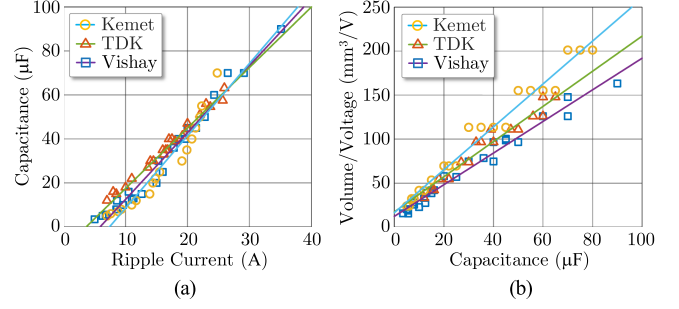 100
80
60
40
20
0
0
10
20
30
40
Capacitance (μF)
Ripple Current (A)
Kemet
TDK
Vishay
(a)
250
200
150
100
50
0
0
20
40
60
80
100
Volume/Voltage (mm³/V)
Capacitance (μF)
Kemet
TDK
Vishay
(b)